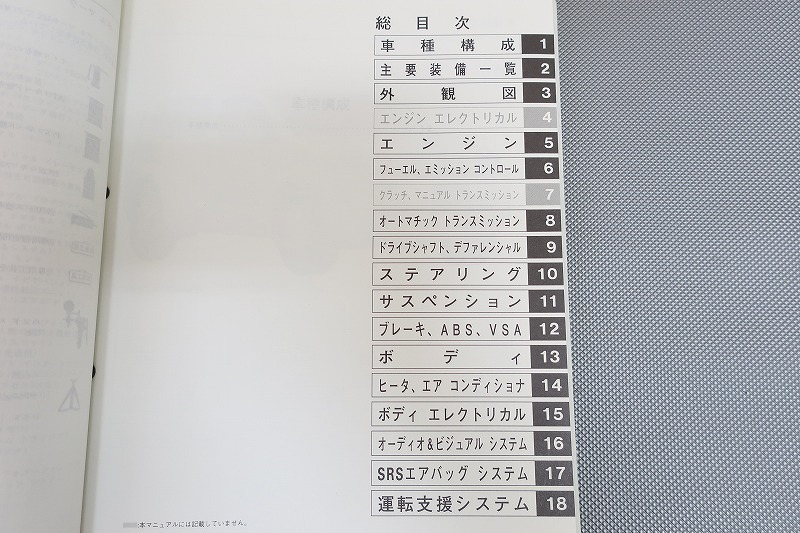 総目次
車種構成 1
主要装備一覧 2
外観図 3
エンジン エレクトリカル 4
エンジン 5
フューエル、エミッション コントロール 6
クラッチ、マニュアル トランスミッション 7
オートマチック トランスミッション 8
ドライブシャフト、デファレンシャル 9
ステアリング 10
サスペンション 11
ブレーキ、ABS、VSA 12
ボディ 13
ヒータ、エア コンディショナ 14
ボディ エレクトリカル 15
オーディオ&ビジュアル システム 16
SRSエアバッグ システム 17
運転支援システム 18
:本マニュアルには記載していません。